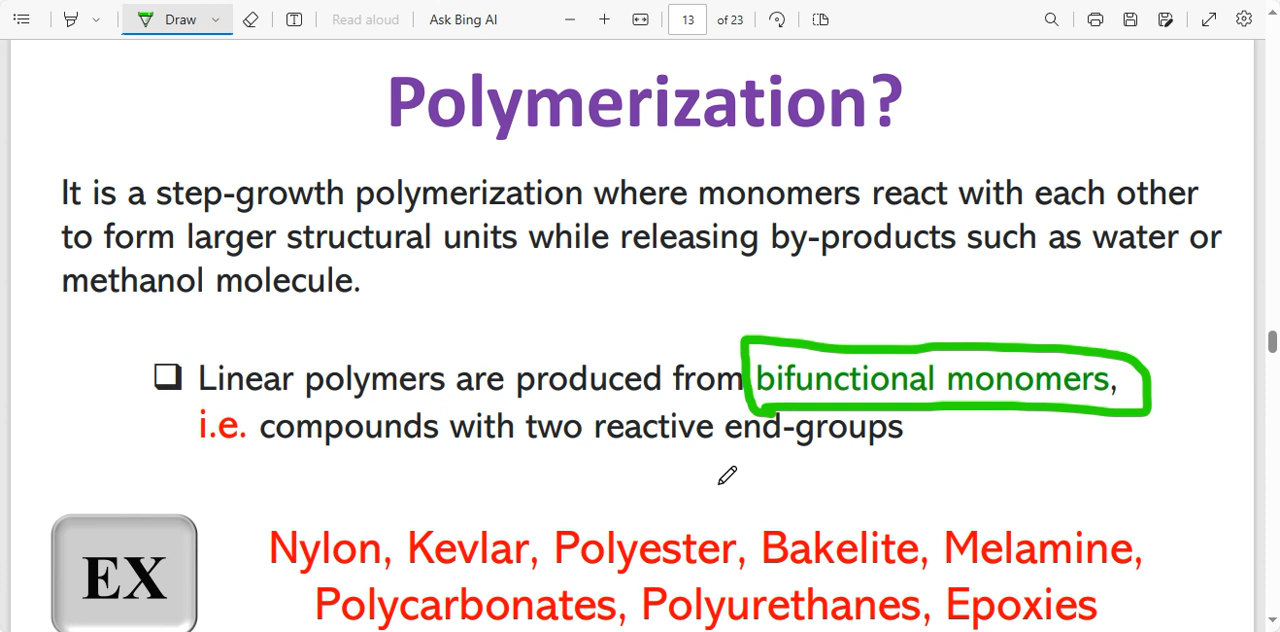 Draw
Read aloud
Ask Bing AI
13
of 23
Polymerization?
It is a step-growth polymerization where monomers react with each other
to form larger structural units while releasing by-products such as water or
methanol molecule.
❑ Linear polymers are produced from bifunctional monomers,
i.e. compounds with two reactive end-groups
EX
Nylon, Kevlar, Polyester, Bakelite, Melamine,
Polycarbonates, Polyurethanes, Epoxies